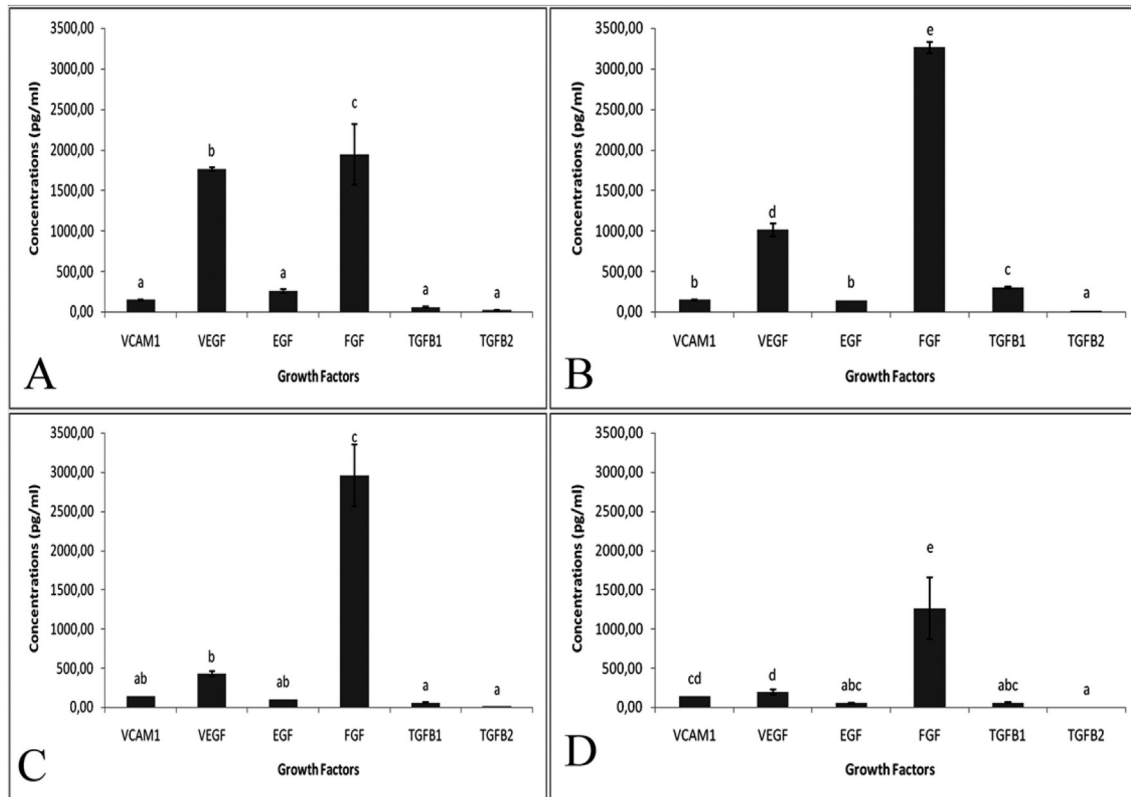 3500,00
3000,00
2500,00
2000,00
1500,00
1000,00
500,00
0,00
Concentrations (pg/ml)
a
b
a
c
a
a
VCAM1 VEGF EGF FGF TGFB1 TGFB2
Growth Factors
A
3500,00
3000,00
2500,00
2000,00
1500,00
1000,00
500,00
0,00
Concentrations (pg/ml)
b
d
b
e
c
a
VCAM1 VEGF EGF FGF TGFB1 TGFB2
Growth Factors
B
3500,00
3000,00
2500,00
2000,00
1500,00
1000,00
500,00
0,00
Concentrations (pg/ml)
ab
b
ab
c
a
a
VCAM1 VEGF EGF FGF TGFB1 TGFB2
Growth Factors
C
3500,00
3000,00
2500,00
2000,00
1500,00
1000,00
500,00
0,00
Concentrations (pg/ml)
cd
d
abc
e
abc
a
VCAM1 VEGF EGF FGF TGFB1 TGFB2
Growth Factors
D